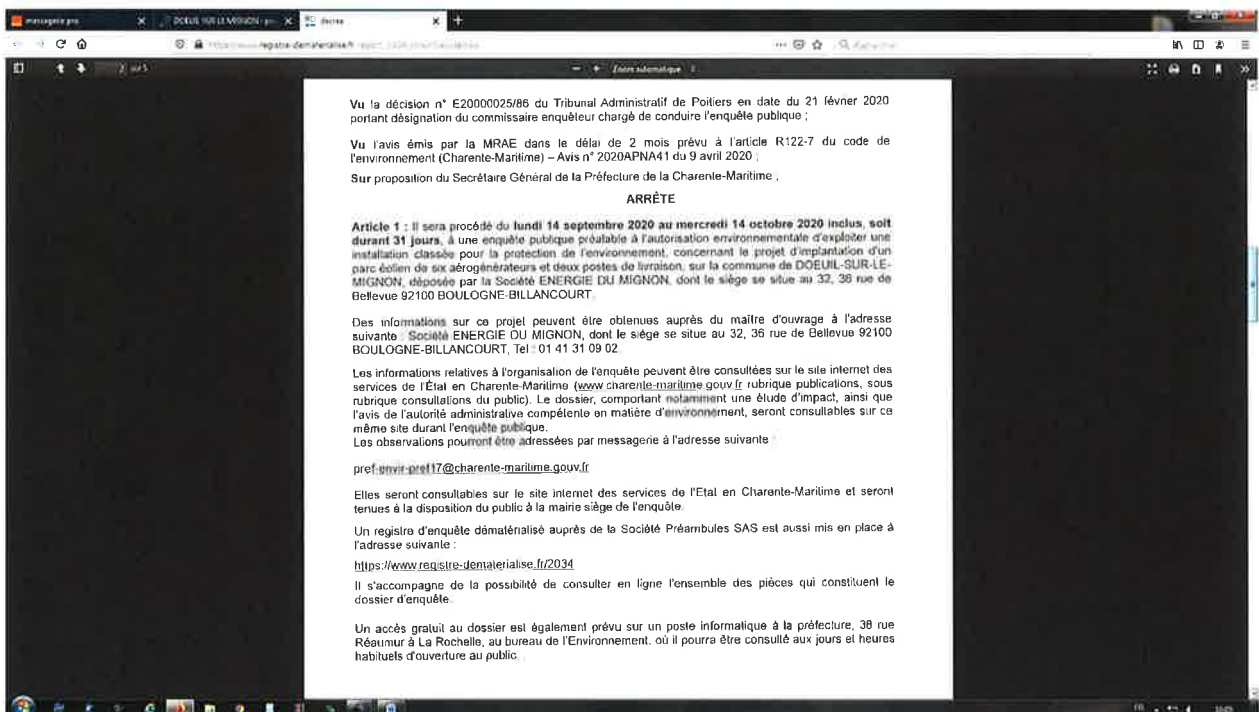 messagerie pro
DOEUIL SUR LE MIGNON - pr
decree
registre-dematerialise.fr
Rechercher
2 sur 5
Zoom automatique
Vu la décision n° E20000025/86 du Tribunal Administratif de Poitiers en date du 21 février 2020
portant désignation du commissaire enquêteur chargé de conduire l'enquête publique ;
Vu l'avis émis par la MRAE dans le délai de 2 mois prévu à l'article R122-7 du code de
l'environnement (Charente-Maritime) – Avis n° 2020APNA41 du 9 avril 2020 ;
Sur proposition du Secrétaire Général de la Préfecture de la Charente-Maritime ;
ARRÊTE
Article 1 : Il sera procédé du lundi 14 septembre 2020 au mercredi 14 octobre 2020 inclus, soit
durant 31 jours, à une enquête publique préalable à l'autorisation environnementale d'exploiter une
installation classée pour la protection de l'environnement, concernant le projet d'implantation d'un
parc éolien de six aérogénérateurs et deux postes de livraison, sur la commune de DOEUIL-SUR-LE-
MIGNON, déposée par la Société ENERGIE DU MIGNON, dont le siège se situe au 32, 36 rue de
Bellevue 92100 BOULOGNE-BILLANCOURT.
Des informations sur ce projet peuvent être obtenues auprès du maître d'ouvrage à l'adresse
suivante : Société ENERGIE DU MIGNON, dont le siège se situe au 32, 36 rue de Bellevue 92100
BOULOGNE-BILLANCOURT, Tel : 01 41 31 09 02
Les informations relatives à l'organisation de l'enquête peuvent être consultées sur le site internet des
services de l'État en Charente-Maritime (www.charente-maritime.gouv.fr rubrique publications, sous
rubrique consultations du public). Le dossier, comportant notamment une étude d'impact, ainsi que
l'avis de l'autorité administrative compétente en matière d'environnement, seront consultables sur ce
même site durant l'enquête publique.
Les observations pourront être adressées par messagerie à l'adresse suivante :
pref-envir-pref17@charente-maritime.gouv.fr
Elles seront consultables sur le site internet des services de l'Etat en Charente-Maritime et seront
tenues à la disposition du public à la mairie siège de l'enquête.
Un registre d'enquête dématérialisé auprès de la Société Préambules SAS est aussi mis en place à
l'adresse suivante :
https://www.registre-dematerialise.fr/2034
Il s'accompagne de la possibilité de consulter en ligne l'ensemble des pièces qui constituent le
dossier d'enquête.
Un accès gratuit au dossier est également prévu sur un poste informatique à la préfecture, 38 rue
Réaumur à La Rochelle, au bureau de l'Environnement, où il pourra être consulté aux jours et heures
habituels d'ouverture au public.
FR